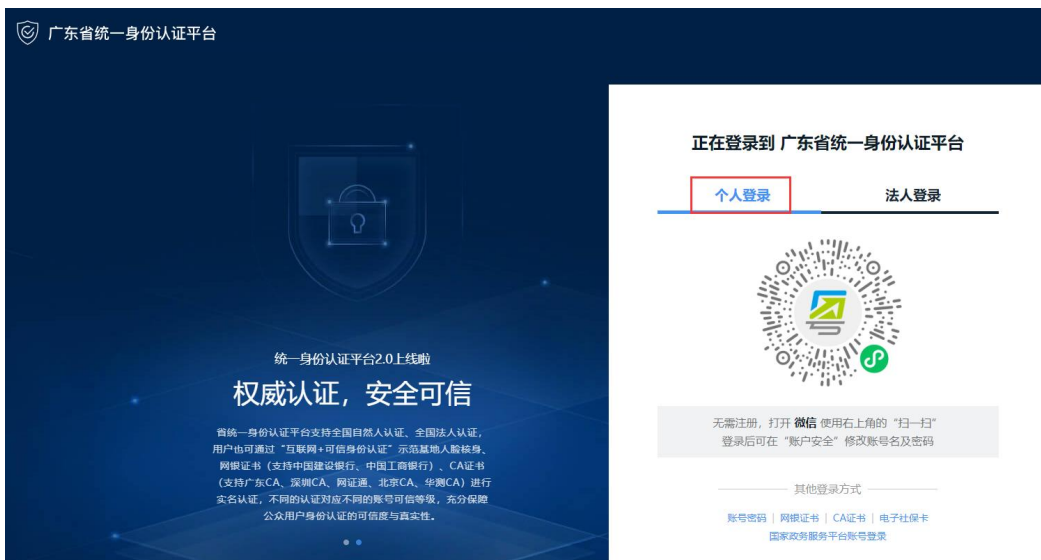 广东省统一身份认证平台
正在登录到 广东省统一身份认证平台
个人登录
法人登录
统一身份认证平台2.0上线啦
权威认证，安全可信
省统一身份认证平台支持全国自然人认证、全国法人认证，
用户也可通过“互联网+可信身份认证”示范基地人脸核身、
网银证书（支持中国建设银行、中国工商银行）、CA证书
（支持广东CA、深圳CA、网证通、北京CA、华测CA）进行
实名认证，不同的认证对应不同的账号可信等级，充分保障
公众用户身份认证的可信度与真实性。
无需注册，打开 微信 使用右上角的“扫一扫”
登录后可在“账户安全”修改账号名及密码
其他登录方式
账号密码 | 网银证书 | CA证书 | 电子社保卡
国家政务服务平台账号登录